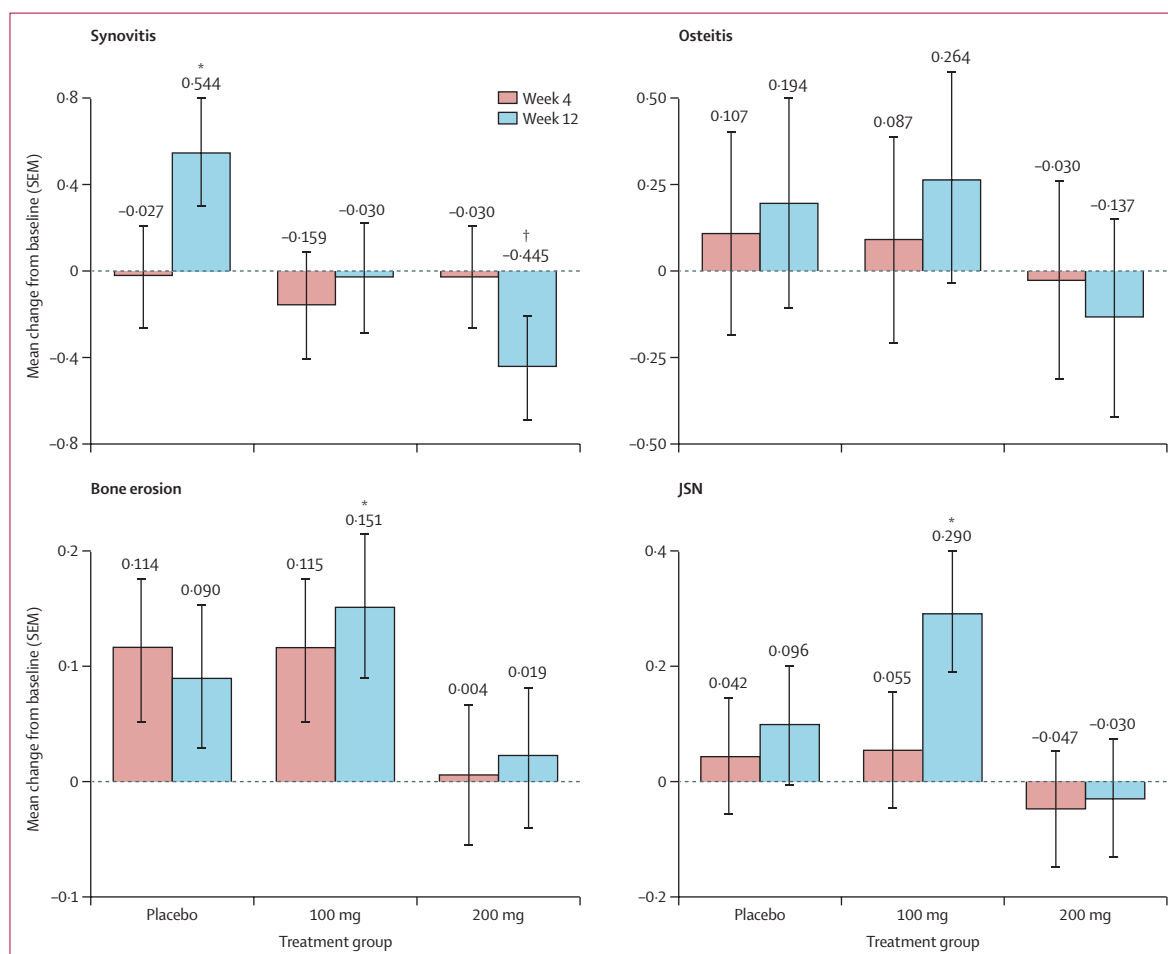 Synovitis
Mean change from baseline (SEM)
0·8
0·4
0
–0·4
–0·8
–0·027
*
0·544
–0·159
–0·030
–0·030
†
–0·445
Week 4
Week 12
Osteitis
0·50
0·25
0
–0·25
–0·50
0·107
0·194
0·087
0·264
–0·030
–0·137
Bone erosion
Mean change from baseline (SEM)
0·2
0·1
0
–0·1
0·114
0·090
0·115
*
0·151
0·004
0·019
Placebo
100 mg
200 mg
Treatment group
JSN
0·4
0·2
0
–0·2
0·042
0·096
0·055
*
0·290
–0·047
–0·030
Placebo
100 mg
200 mg
Treatment group